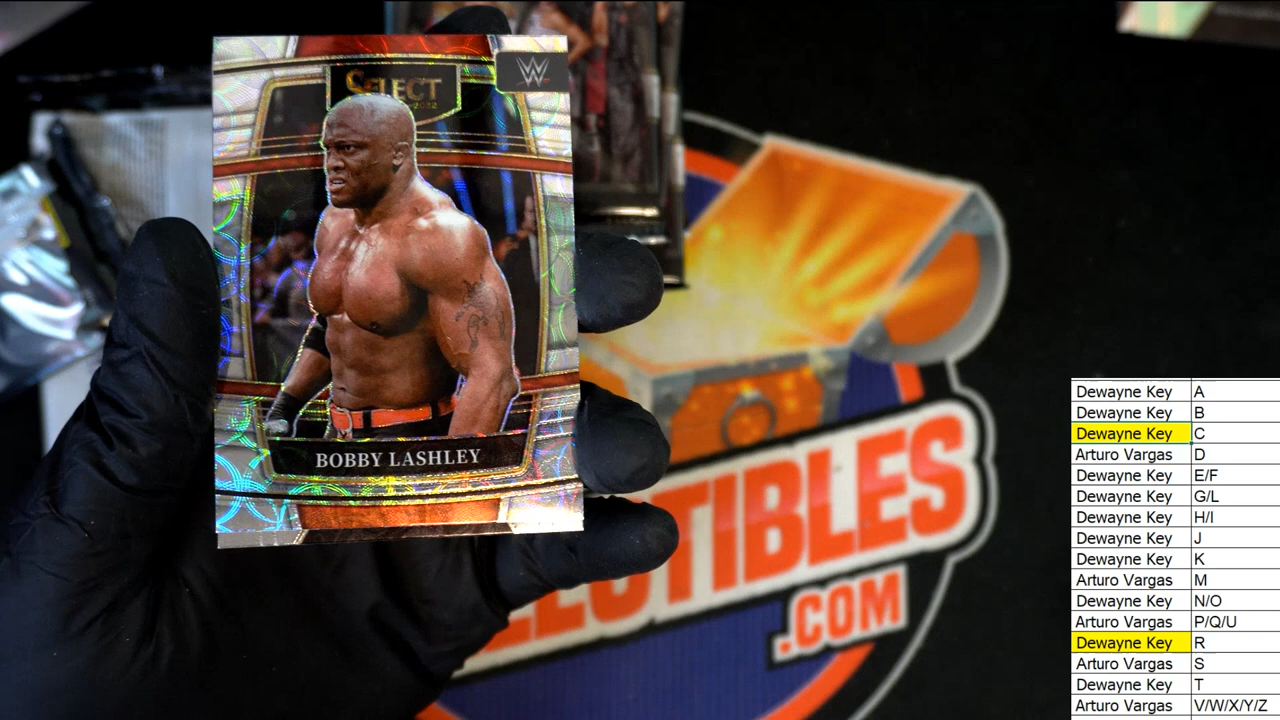 SELECT
2022
W
BOBBY LASHLEY
LECTIBLES
.COM
Dewayne Key A
Dewayne Key B
Dewayne Key C
Arturo Vargas D
Dewayne Key E/F
Dewayne Key G/L
Dewayne Key H/I
Dewayne Key J
Dewayne Key K
Arturo Vargas M
Dewayne Key N/O
Arturo Vargas P/Q/U
Dewayne Key R
Arturo Vargas S
Dewayne Key T
Arturo Vargas V/W/X/Y/Z